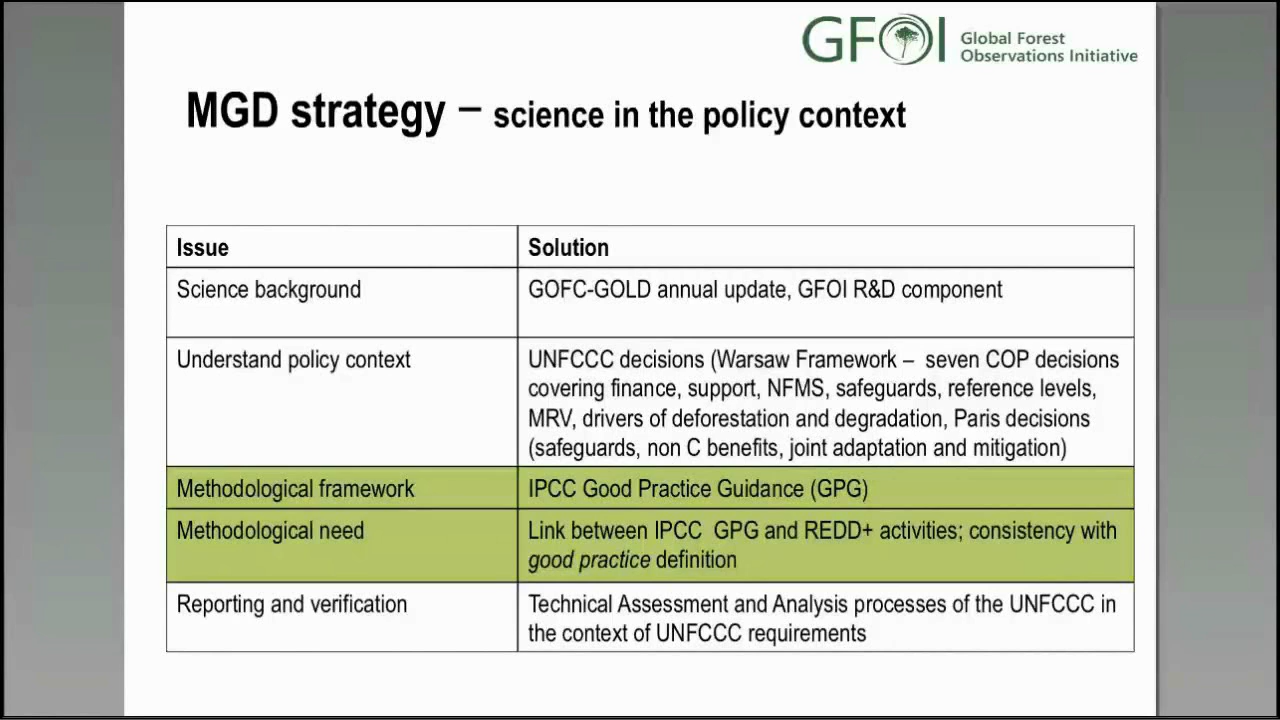 GFOI Global Forest
Observations Initiative
MGD strategy – science in the policy context
Issue
Solution
Science background
GOFC-GOLD annual update, GFOI R&D component
Understand policy context
UNFCCC decisions (Warsaw Framework – seven COP decisions
covering finance, support, NFMS, safeguards, reference levels,
MRV, drivers of deforestation and degradation, Paris decisions
(safeguards, non C benefits, joint adaptation and mitigation)
Methodological framework
IPCC Good Practice Guidance (GPG)
Methodological need
Link between IPCC GPG and REDD+ activities; consistency with
good practice definition
Reporting and verification
Technical Assessment and Analysis processes of the UNFCCC in
the context of UNFCCC requirements